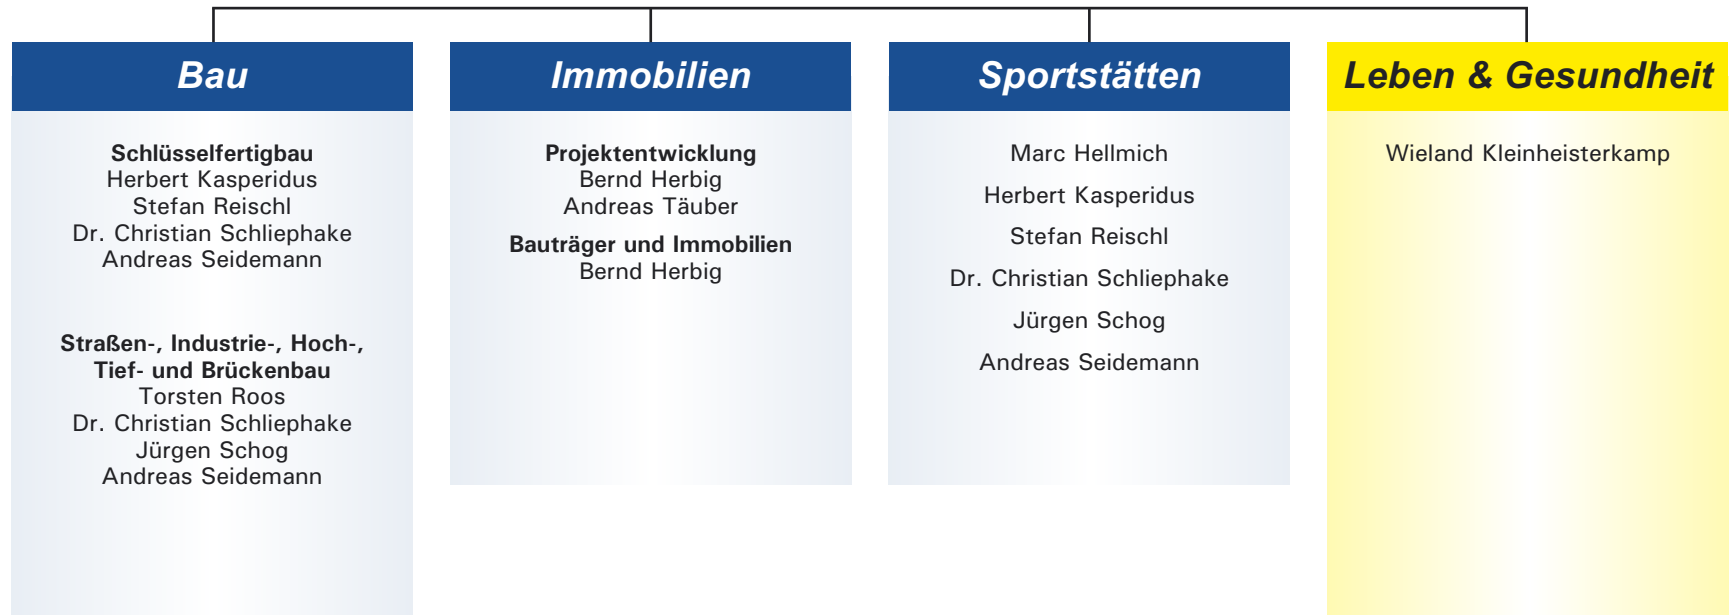 Bau
Schlüsselfertigbau
Herbert Kasperidus
Stefan Reischl
Dr. Christian Schliephake
Andreas Seidemann
Straßen-, Industrie-, Hoch-,
Tief- und Brückenbau
Torsten Roos
Dr. Christian Schliephake
Jürgen Schog
Andreas Seidemann
Immobilien
Projektentwicklung
Bernd Herbig
Andreas Täuber
Bauträger und Immobilien
Bernd Herbig
Sportstätten
Marc Hellmich
Herbert Kasperidus
Stefan Reischl
Dr. Christian Schliephake
Jürgen Schog
Andreas Seidemann
Leben & Gesundheit
Wieland Kleinheisterkamp